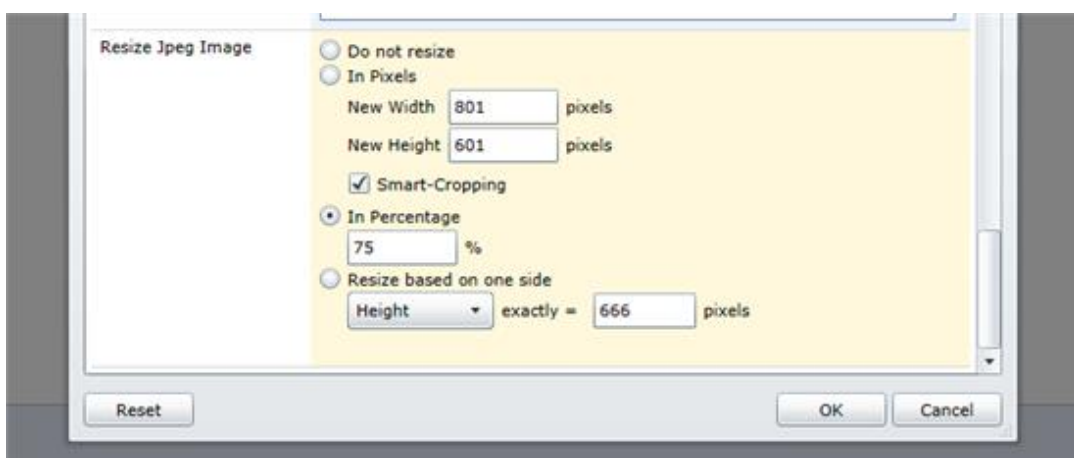 Resize Jpeg Image
Do not resize
In Pixels
New Width 801 pixels
New Height 601 pixels
Smart-Cropping
In Percentage
75 %
Resize based on one side
Height exactly = 666 pixels
Reset OK Cancel